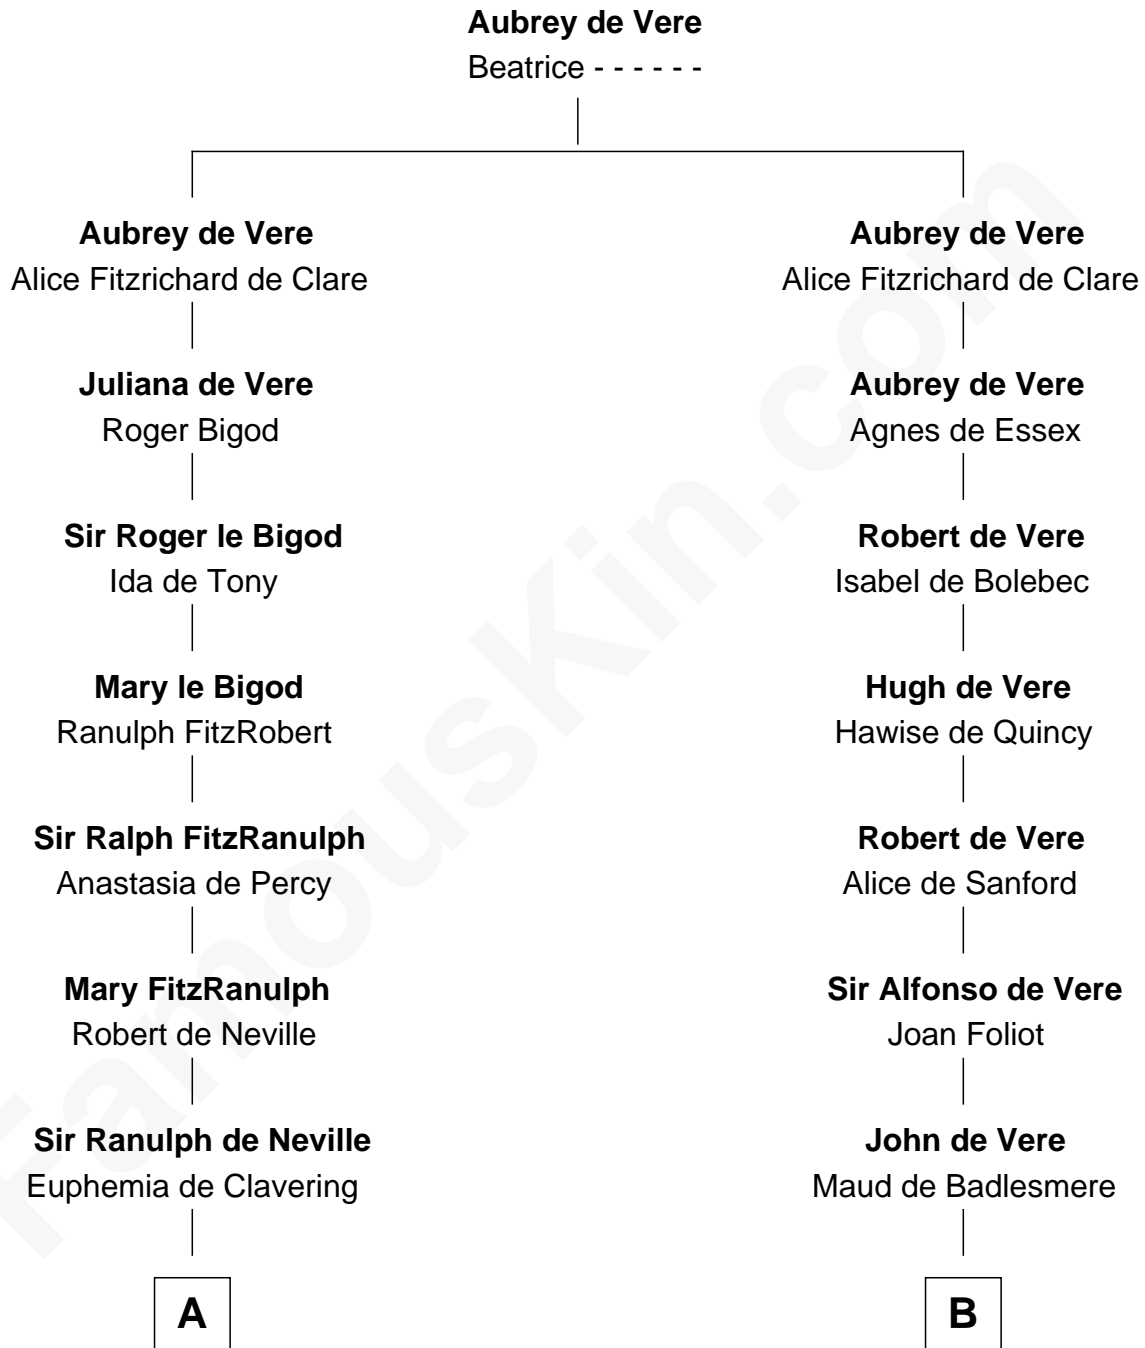 Aubrey de Vere
Beatrice - - - - - -
Aubrey de Vere
Alice Fitzrichard de Clare
Juliana de Vere
Roger Bigod
Sir Roger le Bigod
Ida de Tony
Mary le Bigod
Ranulph FitzRobert
Sir Ralph FitzRanulph
Anastasia de Percy
Mary FitzRanulph
Robert de Neville
Sir Ranulph de Neville
Euphemia de Clavering
A
Aubrey de Vere
Alice Fitzrichard de Clare
Aubrey de Vere
Agnes de Essex
Robert de Vere
Isabel de Bolebec
Hugh de Vere
Hawise de Quincy
Robert de Vere
Alice de Sanford
Sir Alfonso de Vere
Joan Foliot
John de Vere
Maud de Badlesmere
B
FamousKin.com